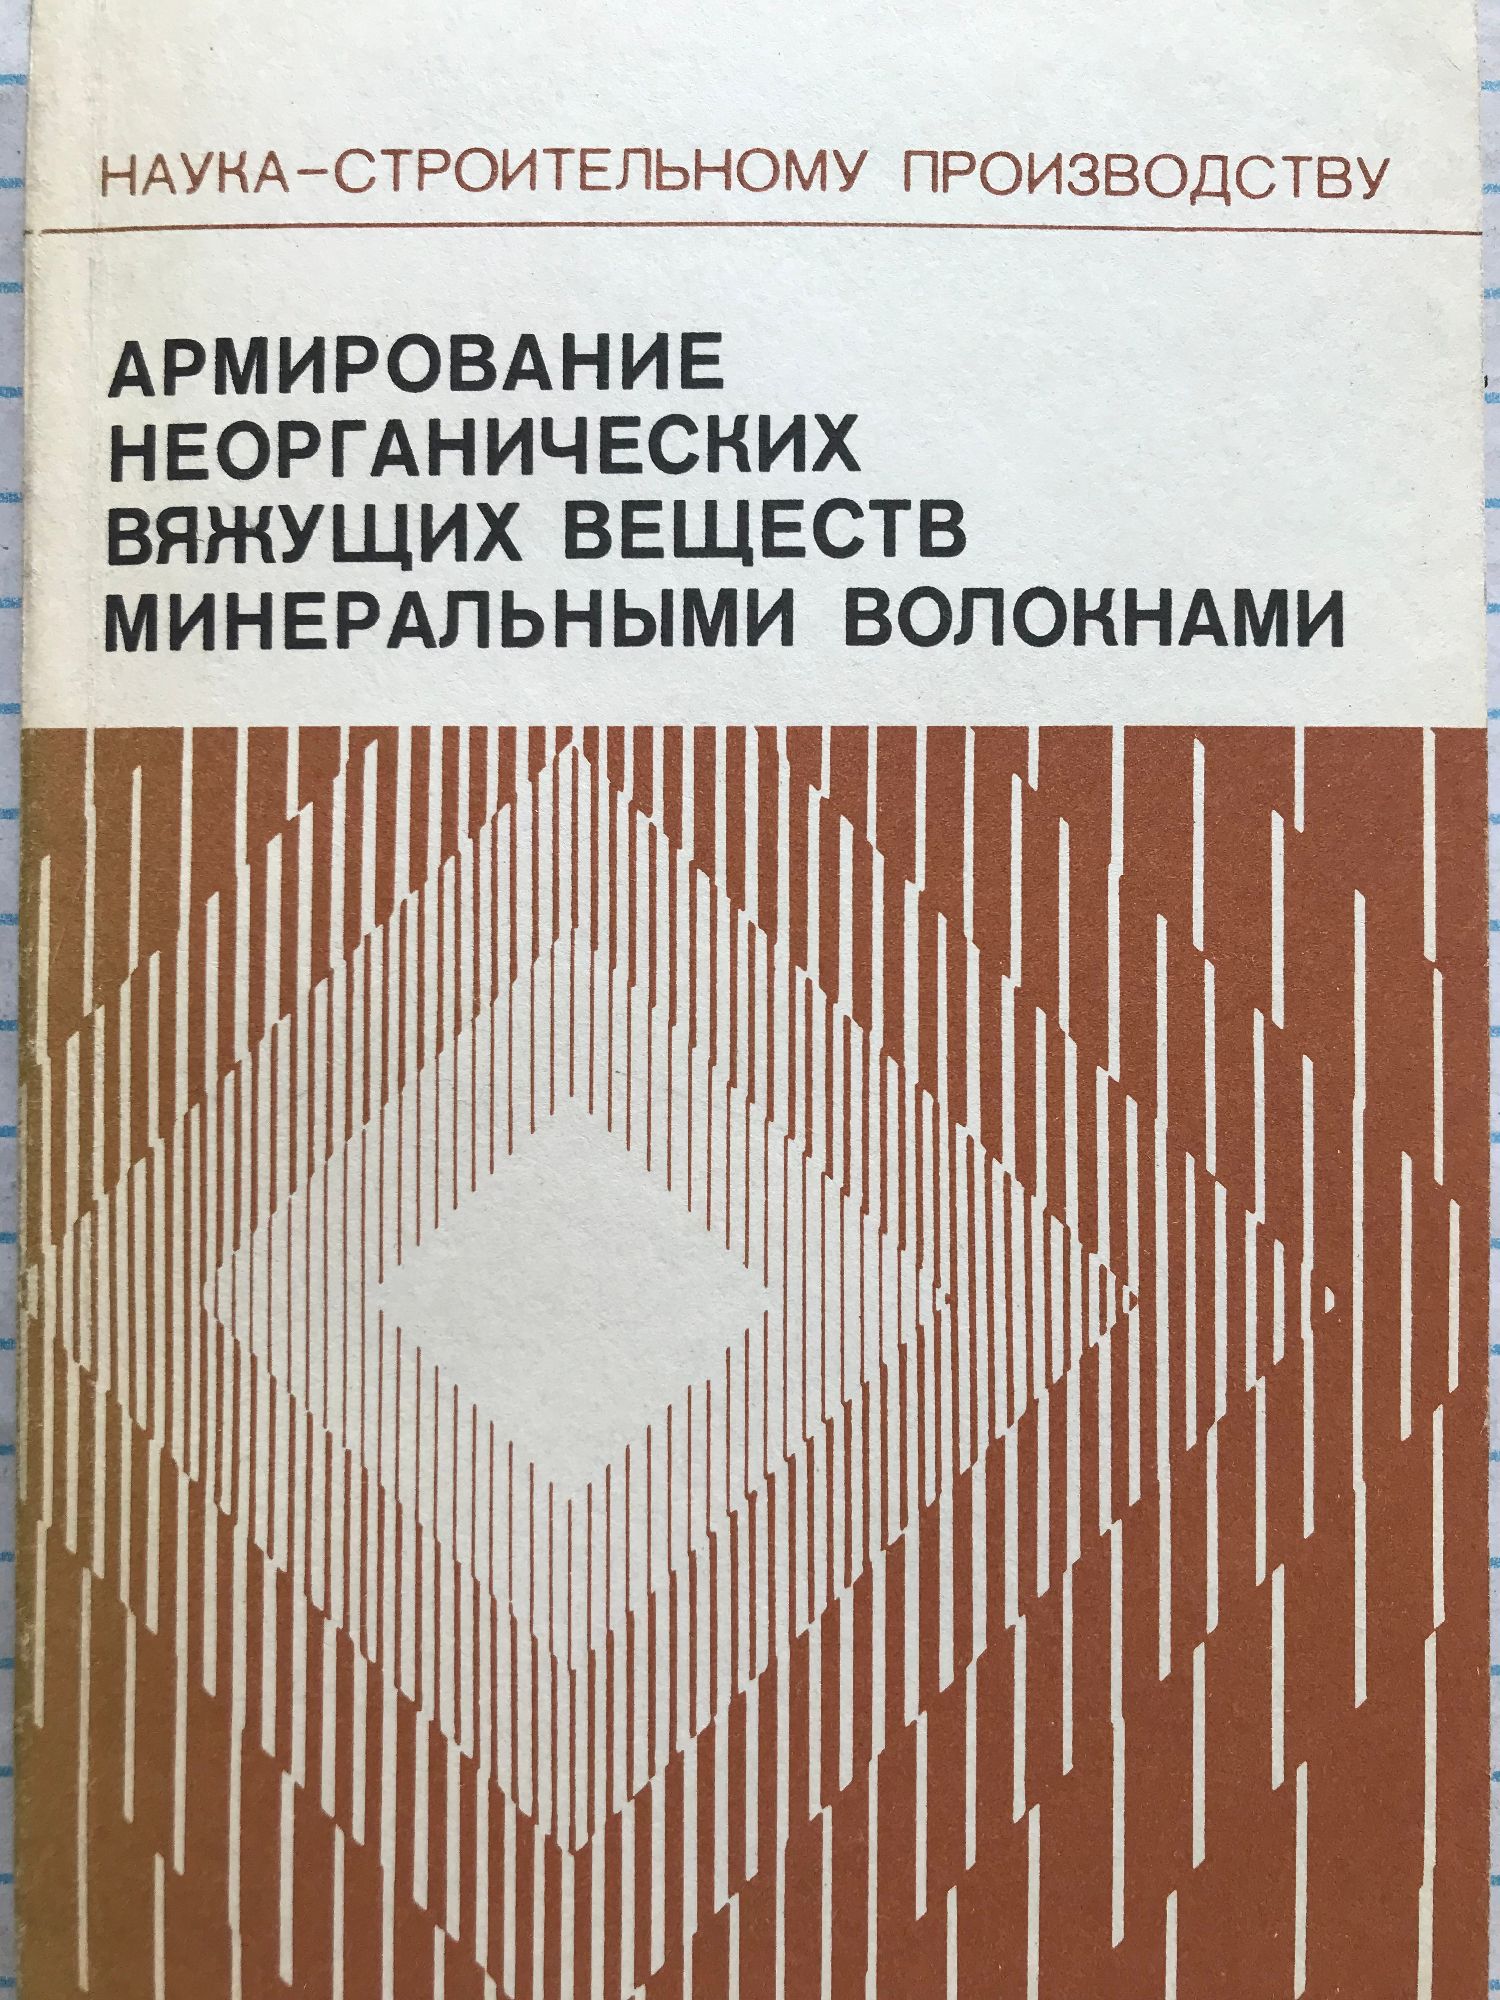 НАУКА–СТРОИТЕЛЬНОМУ ПРОИЗВОДСТВУ
АРМИРОВАНИЕ
НЕОРГАНИЧЕСКИХ
ВЯЖУЩИХ ВЕЩЕСТВ
МИНЕРАЛЬНЫМИ ВОЛОКНАМИ